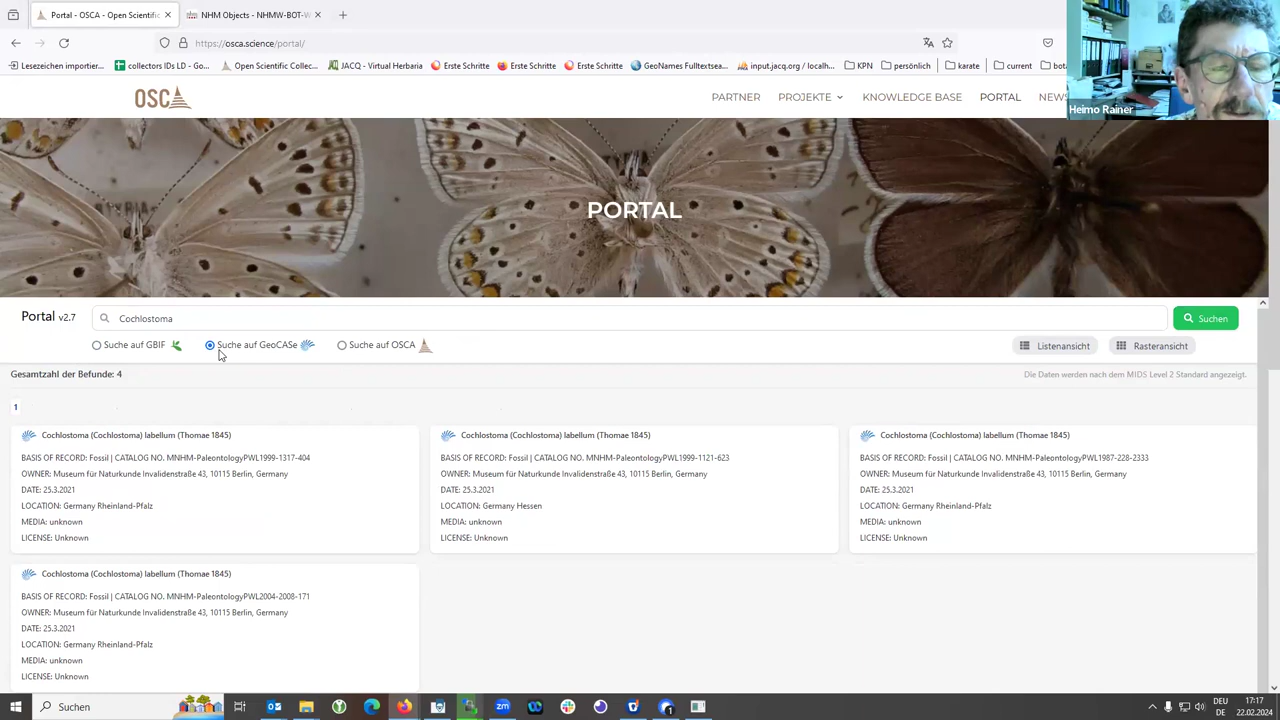 Portal - OSCA - Open Scientific
NHM Objects - NHMW-BOT-W
https://osca.science/portal/
Lesezeichen importier...
collectors IDs LD - Go...
Open Scientific Collec...
JACQ - Virtual Herbaria
Erste Schritte
Erste Schritte
Erste Schritte
GeoNames Fulltextsea...
input.jacq.org / localh...
KPN
persönlich
karate
current
Heimo Rainer
OSCA
PARTNER
PROJEKTE
KNOWLEDGE BASE
PORTAL
NEWS
PORTAL
Portal v2.7
Cochlostoma
Suchen
Suche auf GBIF
Suche auf GeoCASe
Suche auf OSCA
Listenansicht
Rasteransicht
Gesamtzahl der Befunde: 4
Die Daten werden nach dem MIDS Level 2 Standard angezeigt.
1
Cochlostoma (Cochlostoma) labellum (Thomae 1845)
BASIS OF RECORD: Fossil | CATALOG NO. MNHM-PaleontologyPWL1999-1317-404
OWNER: Museum für Naturkunde Invalidenstraße 43, 10115 Berlin, Germany
DATE: 25.3.2021
LOCATION: Germany Rheinland-Pfalz
MEDIA: unknown
LICENSE: Unknown
Cochlostoma (Cochlostoma) labellum (Thomae 1845)
BASIS OF RECORD: Fossil | CATALOG NO. MNHM-PaleontologyPWL1999-1121-623
OWNER: Museum für Naturkunde Invalidenstraße 43, 10115 Berlin, Germany
DATE: 25.3.2021
LOCATION: Germany Hessen
MEDIA: unknown
LICENSE: Unknown
Cochlostoma (Cochlostoma) labellum (Thomae 1845)
BASIS OF RECORD: Fossil | CATALOG NO. MNHM-PaleontologyPWL1987-228-2333
OWNER: Museum für Naturkunde Invalidenstraße 43, 10115 Berlin, Germany
DATE: 25.3.2021
LOCATION: Germany Rheinland-Pfalz
MEDIA: unknown
LICENSE: Unknown
Cochlostoma (Cochlostoma) labellum (Thomae 1845)
BASIS OF RECORD: Fossil | CATALOG NO. MNHM-PaleontologyPWL2004-2008-171
OWNER: Museum für Naturkunde Invalidenstraße 43, 10115 Berlin, Germany
DATE: 25.3.2021
LOCATION: Germany Rheinland-Pfalz
MEDIA: unknown
LICENSE: Unknown
Suchen
DEU
DE
17:17
22.02.2024